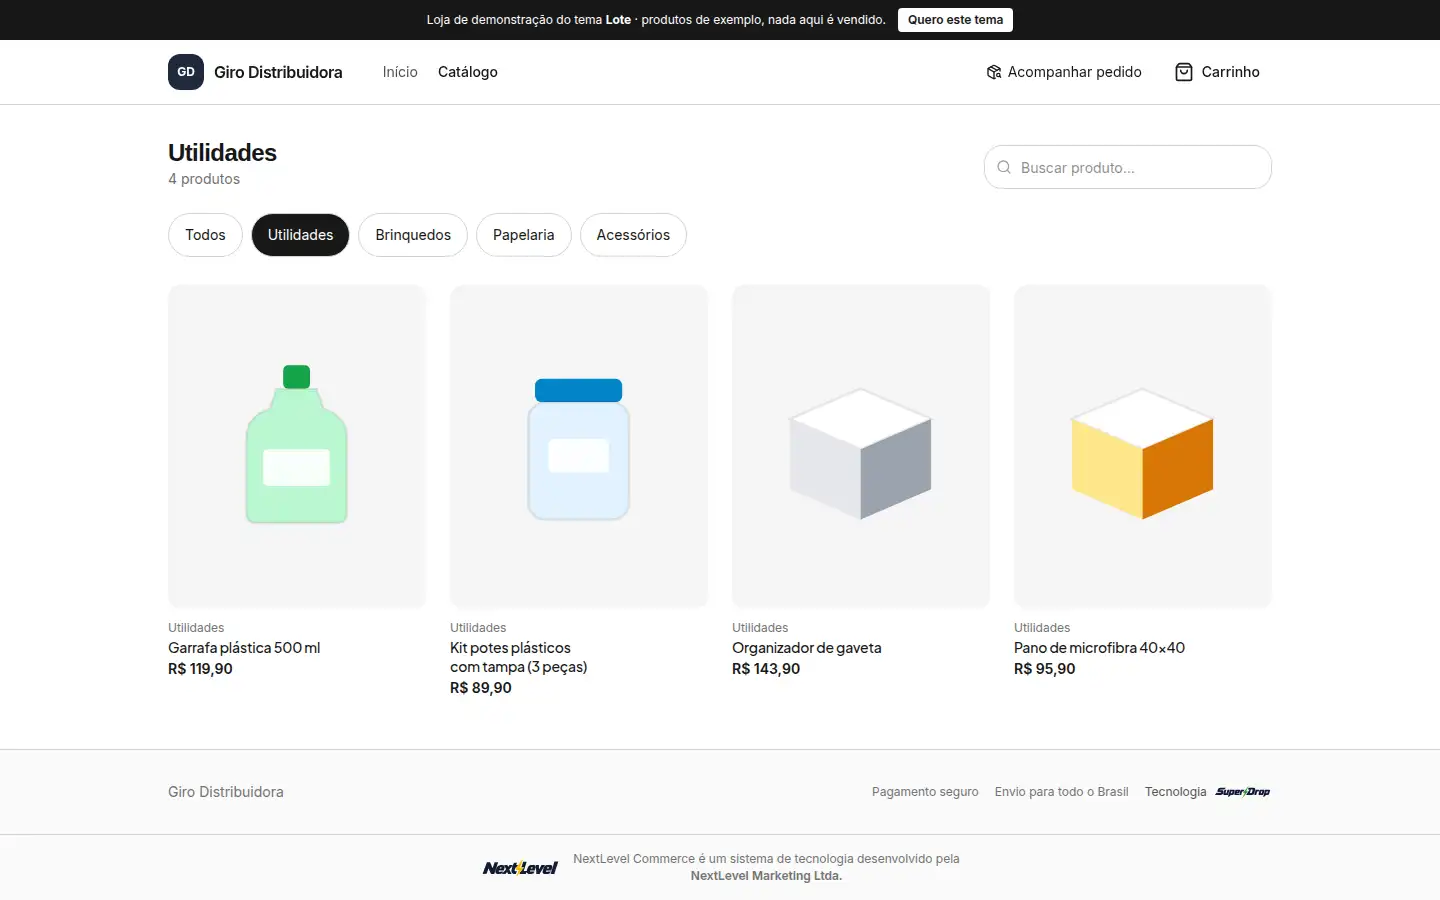 Loja de demonstração do tema Lote · produtos de exemplo, nada aqui é vendido. Quero este tema
GD Giro Distribuidora Início Catálogo Acompanhar pedido Carrinho
Utilidades
4 produtos
Buscar produto...
Todos Utilidades Brinquedos Papelaria Acessórios
Utilidades
Garrafa plástica 500 ml
R$ 119,90
Utilidades
Kit potes plásticos
com tampa (3 peças)
R$ 89,90
Utilidades
Organizador de gaveta
R$ 143,90
Utilidades
Pano de microfibra 40×40
R$ 95,90
Giro Distribuidora Pagamento seguro Envio para todo o Brasil Tecnologia SuperDrop
NextLevel
NextLevel Commerce é um sistema de tecnologia desenvolvido pela
NextLevel Marketing Ltda.